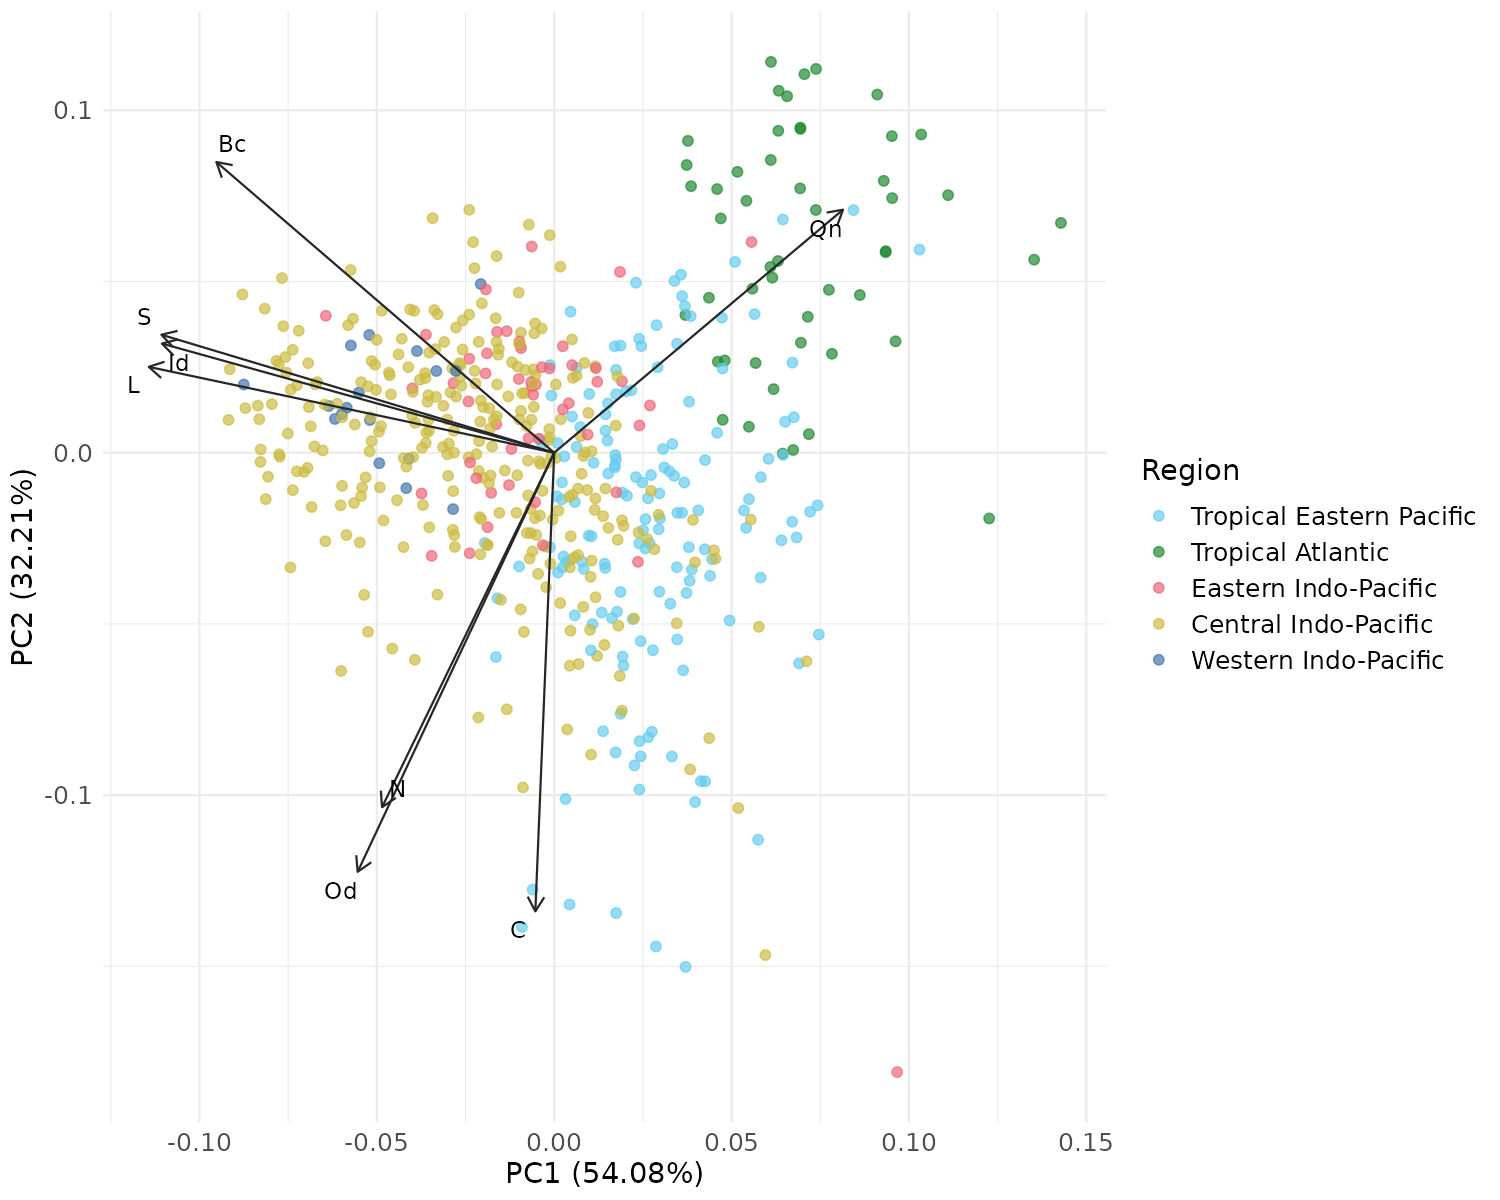 0.1
0.0
-0.1
PC2 (32.21%)
Bc
Qn
S
Id
L
N
Od
C
-0.10
-0.05
0.00
0.05
0.10
0.15
PC1 (54.08%)
Region
Tropical Eastern Pacific
Tropical Atlantic
Eastern Indo-Pacific
Central Indo-Pacific
Western Indo-Pacific